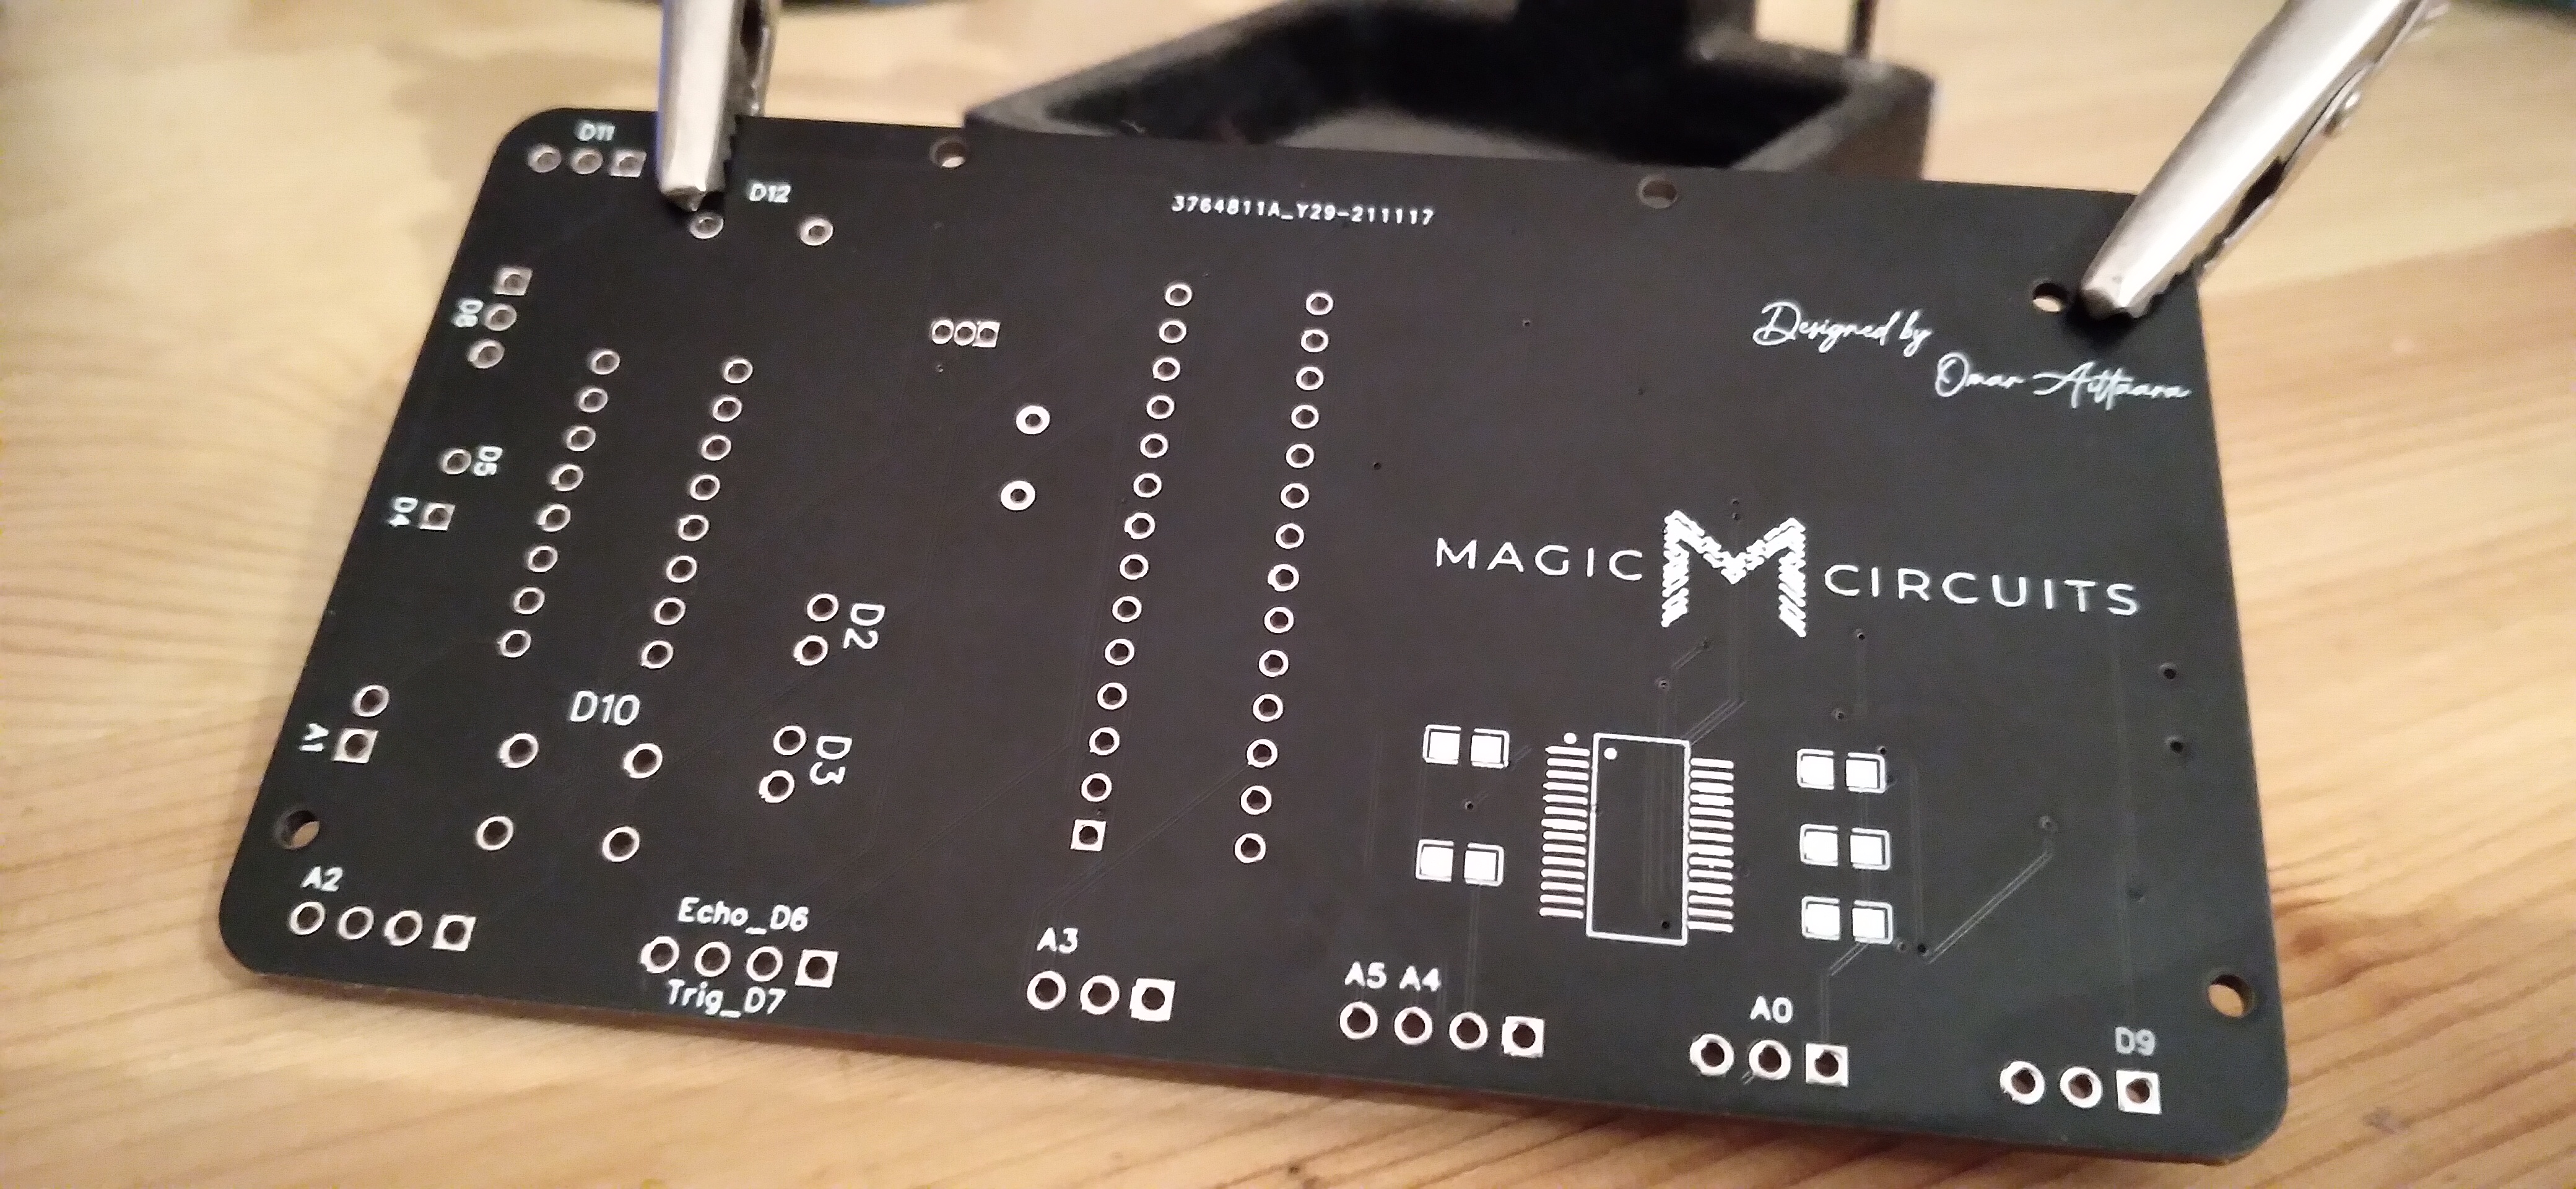 D11
D12
3764811A_Y29-211117
D8
Designed by
Omar Aittaara
D5
D4
MAGIC M CIRCUITS
D2
D10
A1
D3
A2
Echo_D6
Trig_D7
A3
A5 A4
A0
D9